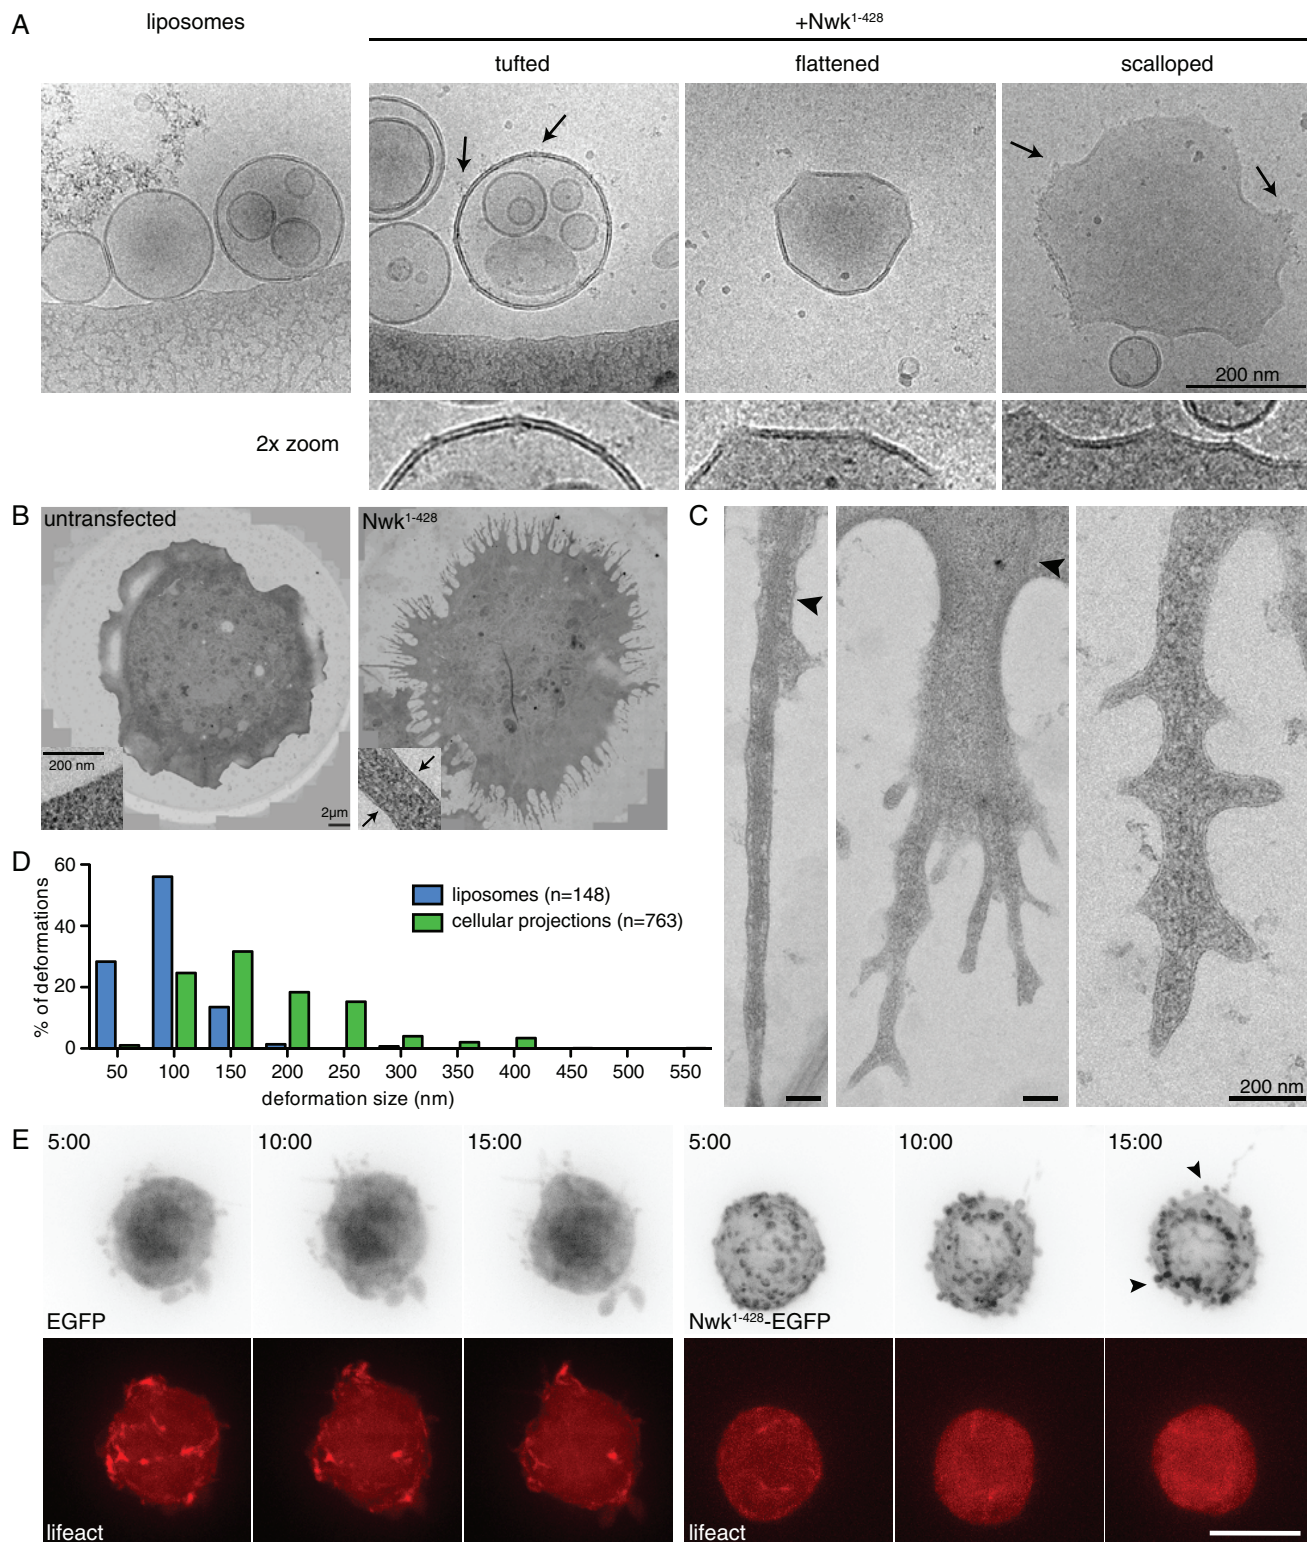 A
liposomes
+Nwk1-428
tufted
flattened
scalloped
200 nm
2x zoom
B
untransfected
Nwk1-428
200 nm
2µm
C
200 nm
D
% of deformations
60
40
20
0
liposomes (n=148)
cellular projections (n=763)
50 100 150 200 250 300 350 400 450 500 550
deformation size (nm)
E
5:00 10:00 15:00 5:00 10:00 15:00
EGFP
Nwk1-428-EGFP
lifeact
lifeact